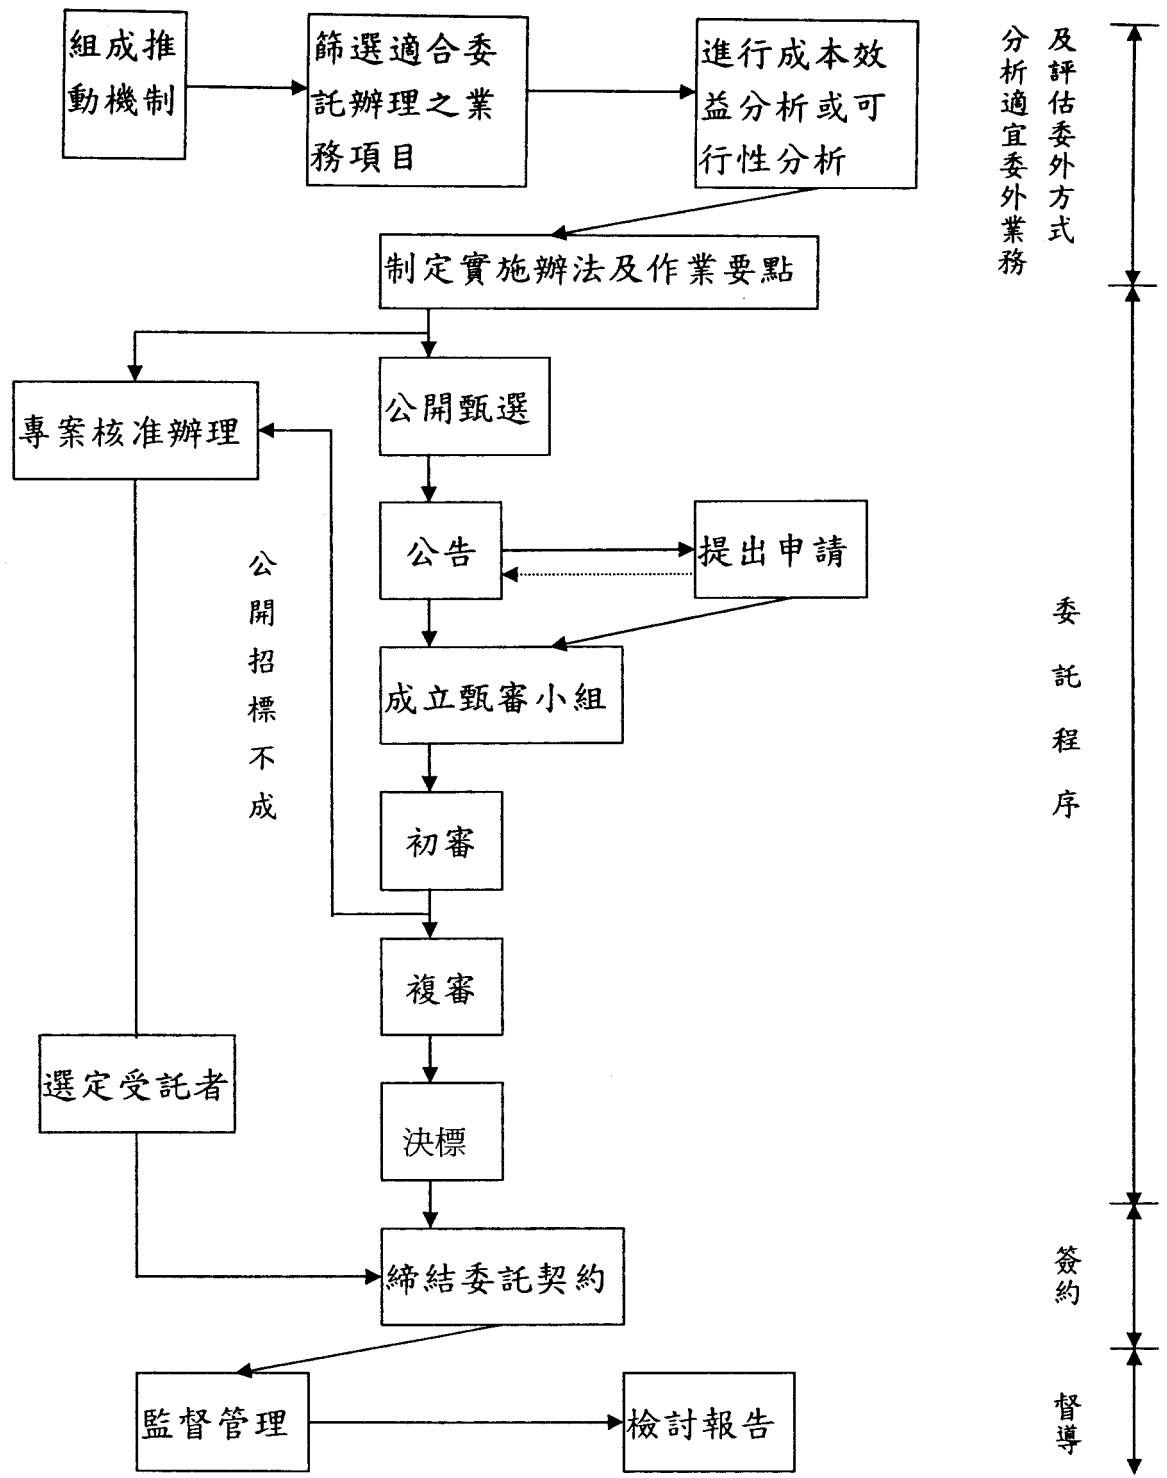 組成推
動機制
篩選適合委
託辦理之業
務項目
進行成本效
益分析或可
行性分析
分析適宜委外業務
及評估委外方式
制定實施辦法及作業要點
專案核准辦理
公開甄選
公告
提出申請
公開招標不成
成立甄審小組
委託程序
初審
複審
選定受託者
決標
締結委託契約
簽約
監督管理
檢討報告
督導